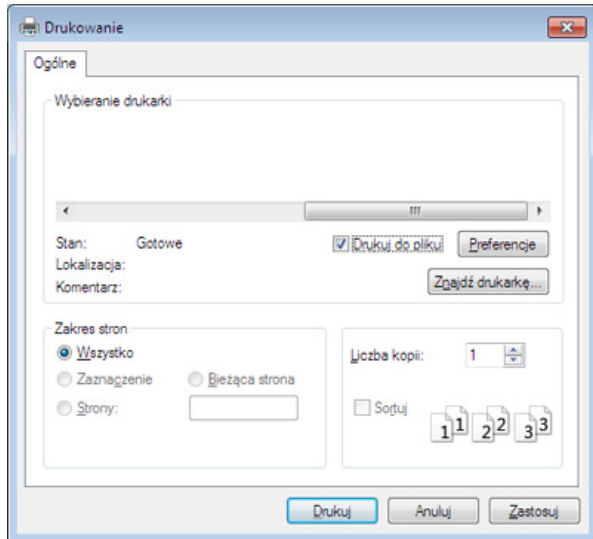 Drukowanie
Ogólne
Wybieranie drukarki
Stan: Gotowe
Drukuj do pliku
Preferencje
Lokalizacja:
Komentarz:
Znajdź drukarkę...
Zakres stron
Wszystko
Zaznaczenie
Bieżąca strona
Strony:
Liczba kopii: 1
Sortuj
1 1 2 2 3 3
Drukuj
Anuluj
Zastosuj